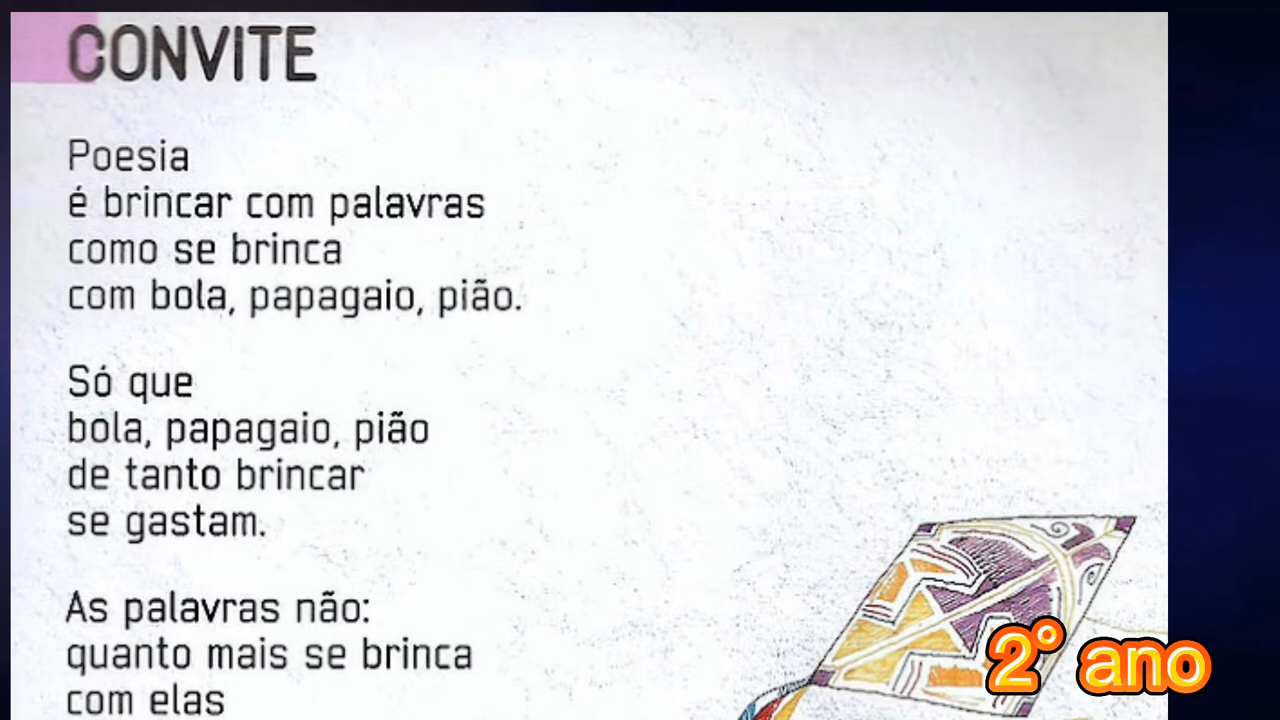 CONVITE
Poesia
é brincar com palavras
como se brinca
com bola, papagaio, pião.
Só que
bola, papagaio, pião
de tanto brincar
se gastam.
As palavras não:
quanto mais se brinca
com elas
2° ano